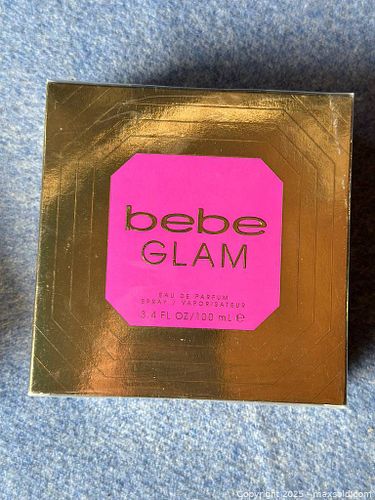 bebe
GLAM
EAU DE PARFUM
SPRAY / VAPORISATEUR
3.4 FL OZ/100 mL ℮
Copyright 2025 - maxsold.com